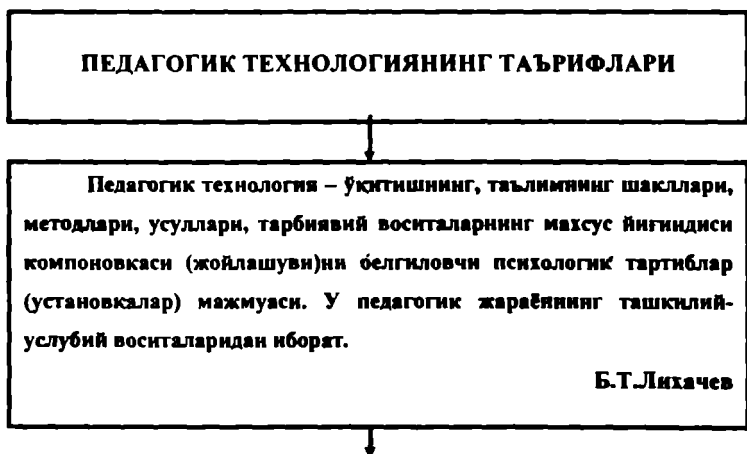 ПЕДАГОГИК ТЕХНОЛОГИЯНИНГ ТАЪРИФЛАРИ
Педагогик технология – ўқитишнинг, таълимнинг шакллари,
методлари, усуллари, тарбиявий воситаларнинг махсус йиғиндиси
компоновкаси (жойлашуви)ни белгиловчи психологик тартиблар
(установкалар) мажмуаси. У педагогик жараённинг ташкилий-
услубий воситаларидан иборат.
Б.Т.Лихачев